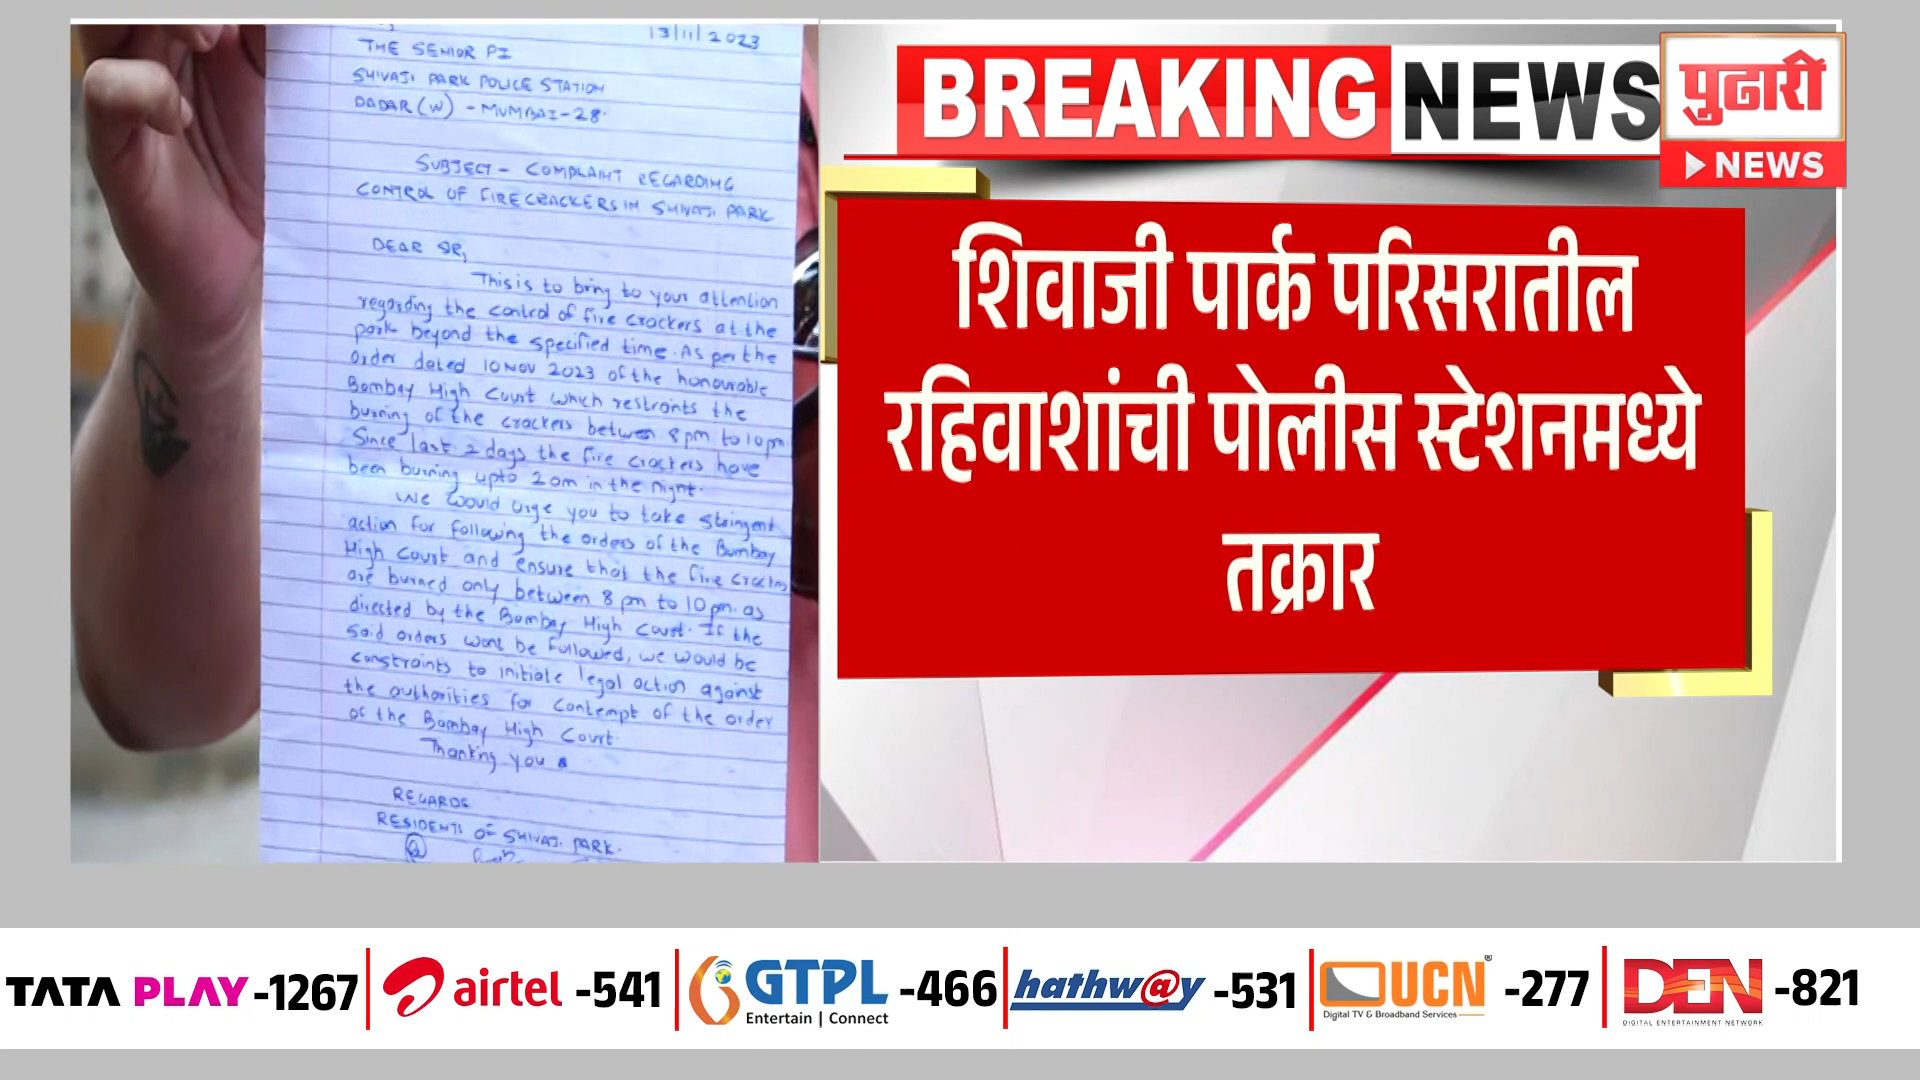 13/11/2023
THE SENIOR PI
SHIVAJI PARK POLICE STATION
DADAR (W) - MUMBAI-28.
SUBJECT - COMPLAINT REGARDING
CONTROL OF FIRECRACKERS IN SHIVAJI PARK
DEAR SIR,
This is to bring to your attention
regarding the control of fire crackers at the
park beyond the specified time. As per the
order dated 10 NOV 2023 of the honourable
Bombay High Court which restraints the
burning of the crackers between 8pm to 10pm.
Since last 2 days the fire crackers have
been burning upto 2am in the night.
We would urge you to take stringent
action for following the orders of the Bombay
High Court and ensure that the fire crackers
are burned only between 8 pm to 10 pm. as
directed by the Bombay High Court. If the
said orders wont be followed, we would be
constraints to initiate legal action against
the authorities for contempt of the order
of the Bombay High Court.
Thanking you
REGARDS
RESIDENTS OF SHIVAJI PARK.
BREAKING NEWS
पुढारी
NEWS
शिवाजी पार्क परिसरातील
रहिवाशांची पोलीस स्टेशनमध्ये
तक्रार
TATA PLAY -1267 airtel -541 GTPL -466 hathw@y -531 UCN -277 DEN -821
Entertain | Connect
Digital TV & Broadband Services
DIGITAL ENTERTAINMENT NETWORK